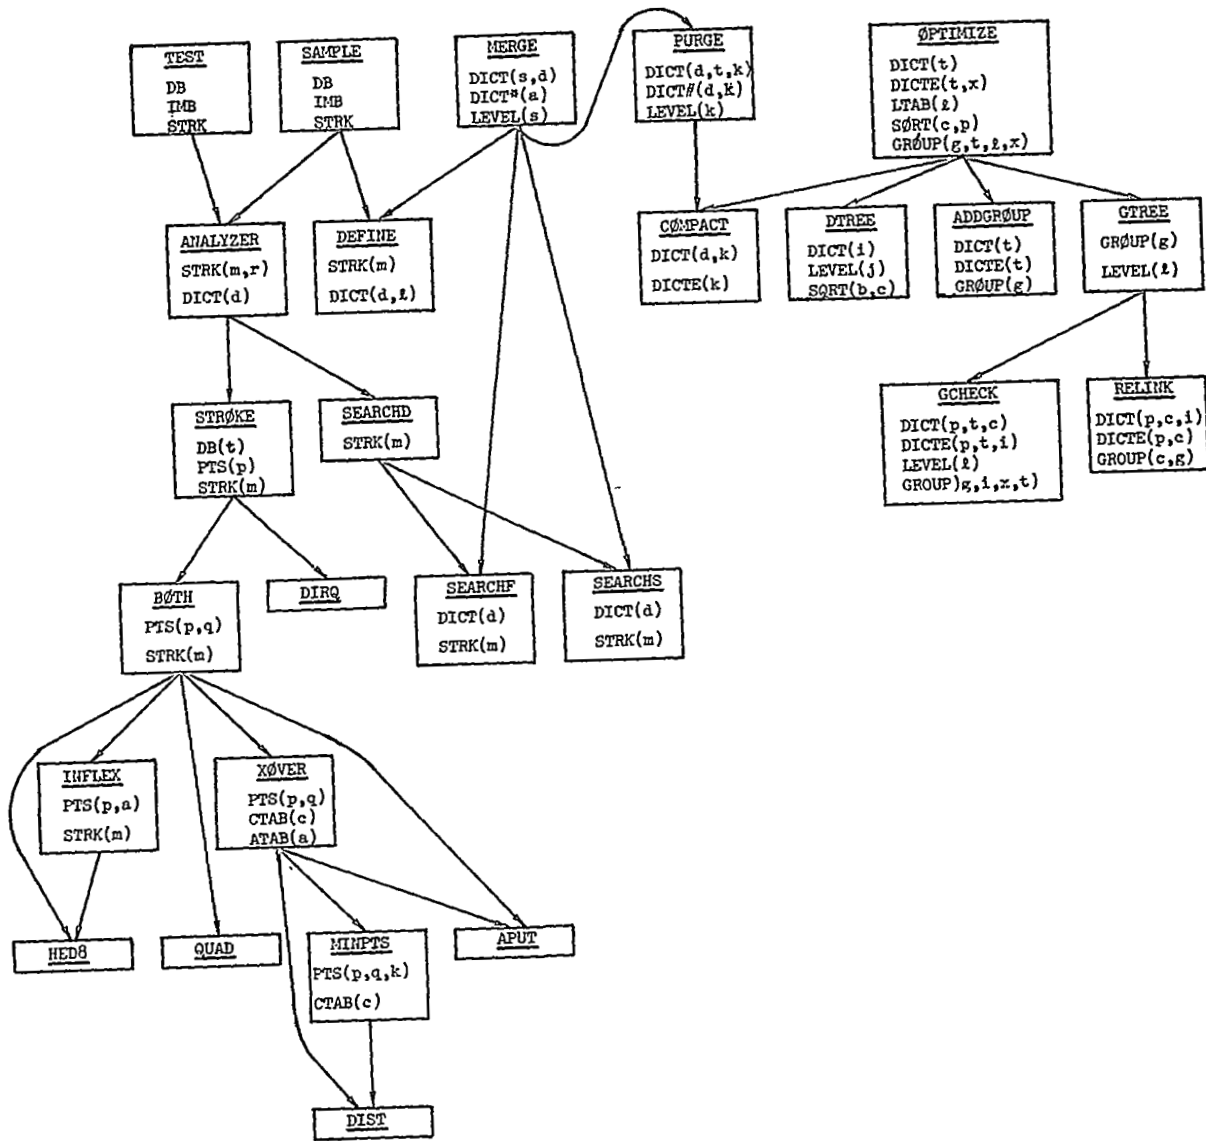 TEST
DB
IMB
STRK
SAMPLE
DB
IMB
STRK
MERGE
DICT(s,d)
DICT#(a)
LEVEL(s)
PURGE
DICT(d,t,k)
DICT#(d,k)
LEVEL(k)
ØPTIMIZE
DICT(t)
DICTE(t,x)
LTAB(ℓ)
SØRT(c,p)
GRØUP(g,t,ℓ,x)
ANALYZER
STRK(m,r)
DICT(d)
DEFINE
STRK(m)
DICT(d,ℓ)
CØMPACT
DICT(d,k)
DICTE(k)
DTREE
DICT(i)
LEVEL(j)
SQRT(b,c)
ADDGRØUP
DICT(t)
DICTE(t)
GRØUP(g)
GTREE
GRØUP(g)
LEVEL(ℓ)
STRØKE
DB(t)
PTS(p)
STRK(m)
SEARCHD
STRK(m)
GCHECK
DICT(p,t,c)
DICTE(p,t,i)
LEVEL(ℓ)
GROUP)g,i,x,t)
RELINK
DICT(p,c,i)
DICTE(p,c)
GROUP(c,g)
BØTH
PTS(p,q)
STRK(m)
DIRQ
SEARCHF
DICT(d)
STRK(m)
SEARCHS
DICT(d)
STRK(m)
INFLEX
PTS(p,a)
STRK(m)
XØVER
PTS(p,q)
CTAB(c)
ATAB(a)
HED8
QUAD
MINPTS
PTS(p,q,k)
CTAB(c)
APUT
DIST